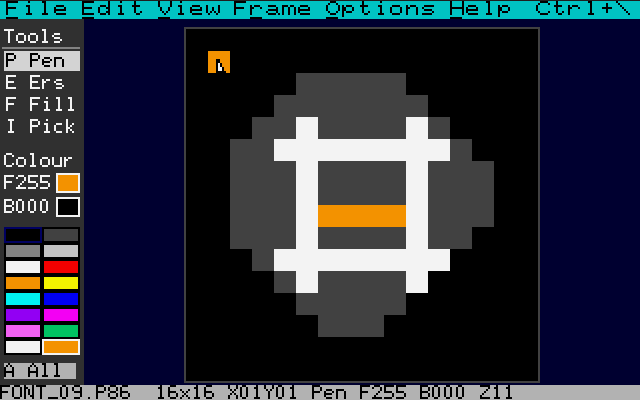 File Edit View Frame Options Help Ctrl+\
Tools
P Pen
E Ers
F Fill
I Pick
Colour
F255
B000
A All
FONT_09.P86 16x16 X01Y01 Pen F255 B000 Z11